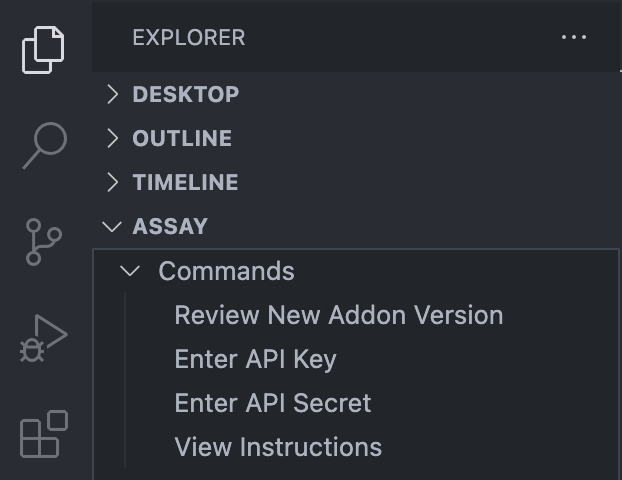 EXPLORER
DESKTOP
OUTLINE
TIMELINE
ASSAY
Commands
Review New Addon Version
Enter API Key
Enter API Secret
View Instructions